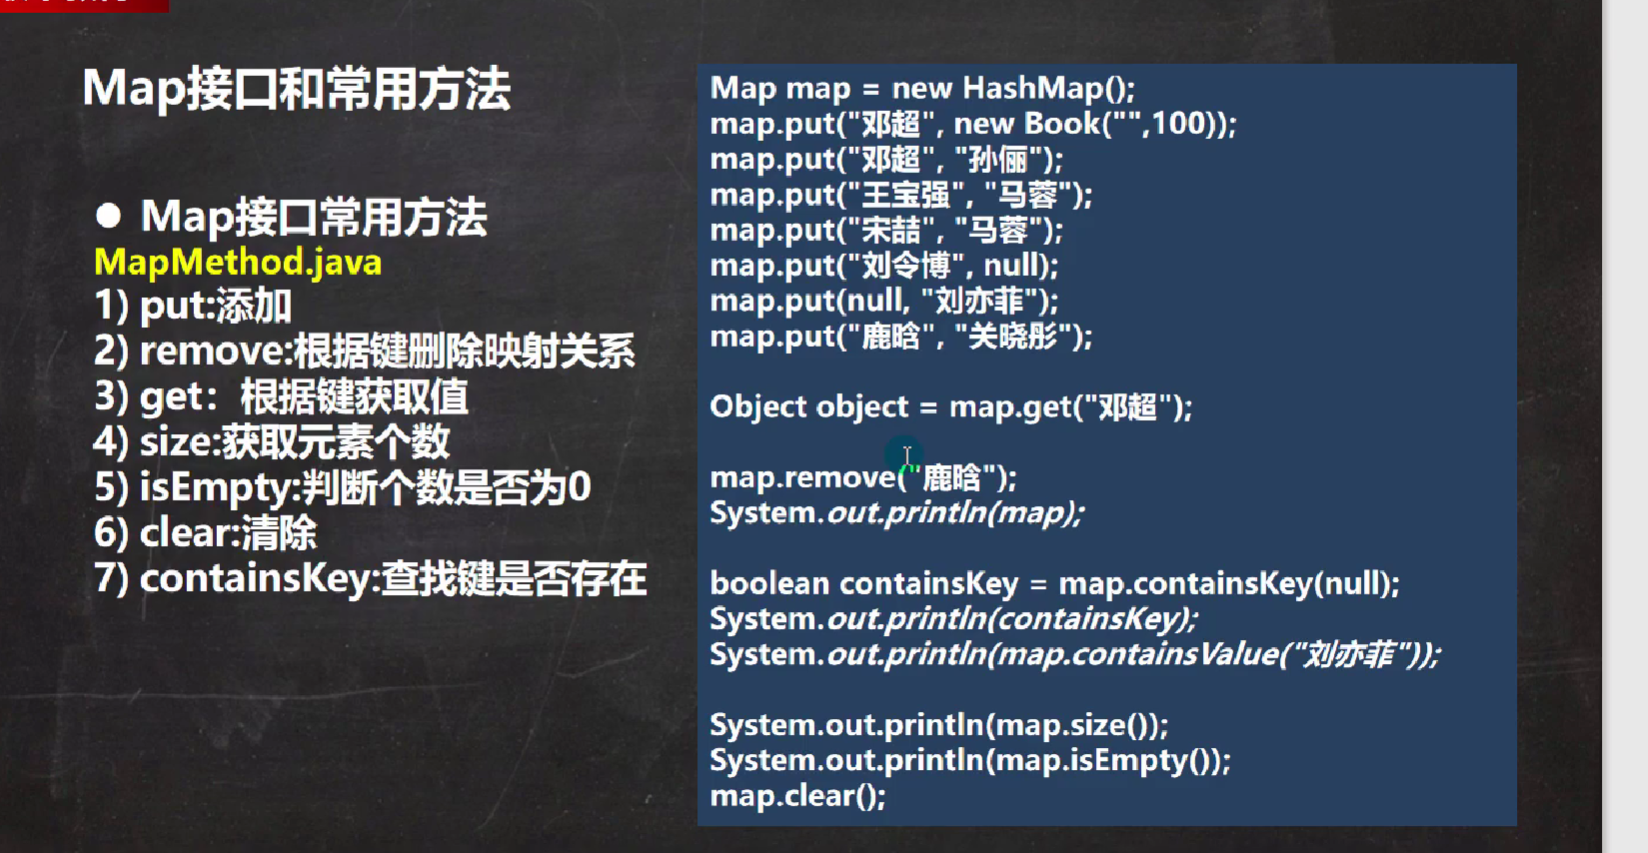 Map接口和常用方法
● Map接口常用方法
MapMethod.java
1) put:添加
2) remove:根据键删除映射关系
3) get：根据键获取值
4) size:获取元素个数
5) isEmpty:判断个数是否为0
6) clear:清除
7) containsKey:查找键是否存在
Map map = new HashMap();
map.put("邓超", new Book("",100));
map.put("邓超", "孙俪");
map.put("王宝强", "马蓉");
map.put("宋喆", "马蓉");
map.put("刘令博", null);
map.put(null, "刘亦菲");
map.put("鹿晗", "关晓彤");
Object object = map.get("邓超");
map.remove("鹿晗");
System.out.println(map);
boolean containsKey = map.containsKey(null);
System.out.println(containsKey);
System.out.println(map.containsValue("刘亦菲"));
System.out.println(map.size());
System.out.println(map.isEmpty());
map.clear();